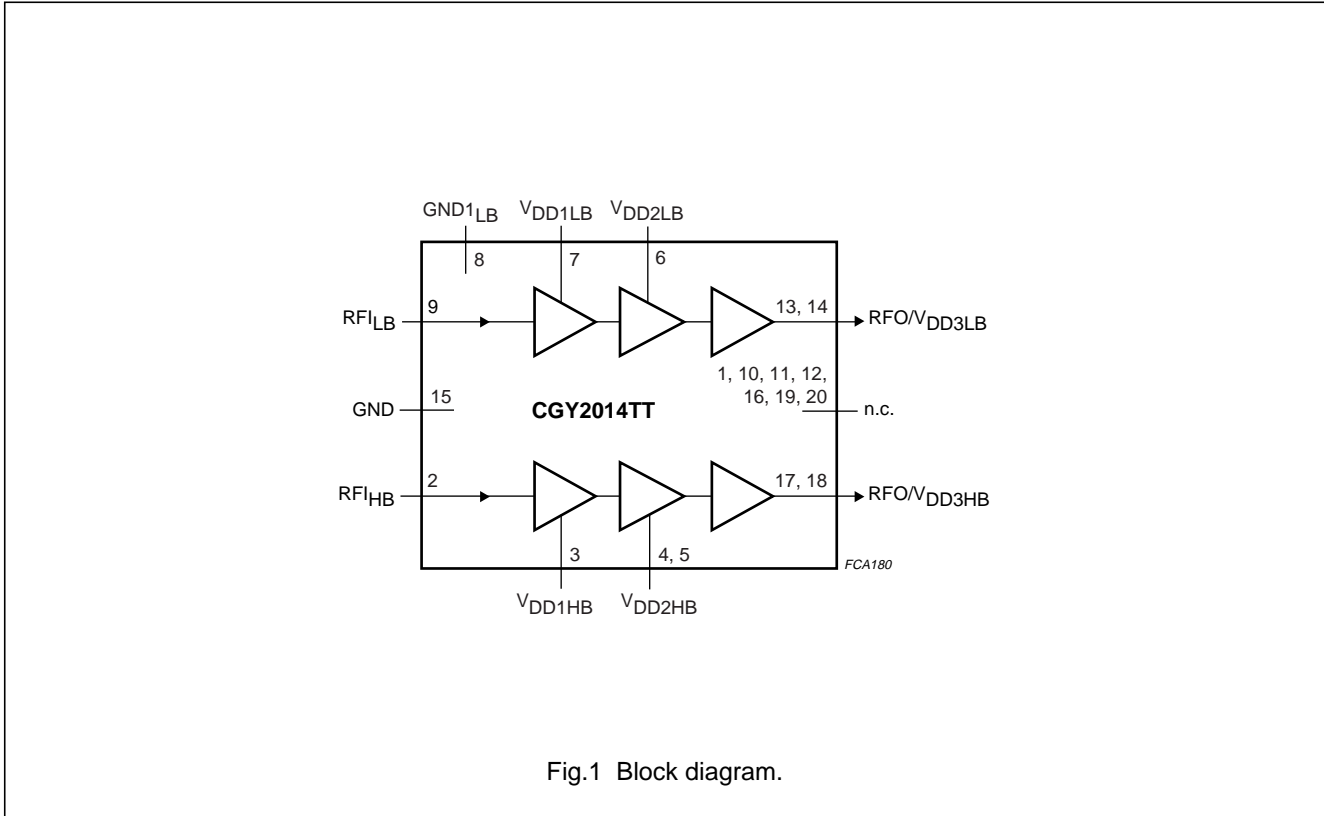 GND1LB VDD1LB VDD2LB
8 7 6
RFILB 9 13, 14 RFO/VDD3LB
1, 10, 11, 12,
GND 15 CGY2014TT 16, 19, 20 n.c.
RFIHB 2 17, 18 RFO/VDD3HB
3 4, 5
FCA180
VDD1HB VDD2HB
Fig.1 Block diagram.